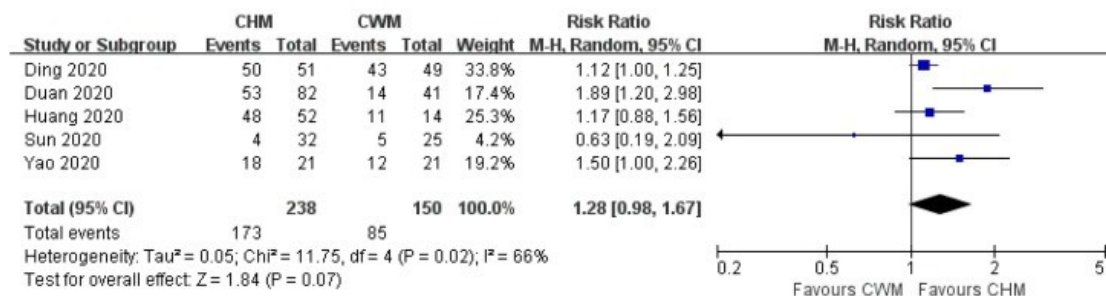 CHM CWM Risk Ratio Risk Ratio
Study or Subgroup Events Total Events Total Weight M-H, Random, 95% CI M-H, Random, 95% CI
Ding 2020 50 51 43 49 33.8% 1.12 [1.00, 1.25]
Duan 2020 53 82 14 41 17.4% 1.89 [1.20, 2.98]
Huang 2020 48 52 11 14 25.3% 1.17 [0.88, 1.56]
Sun 2020 4 32 5 25 4.2% 0.63 [0.19, 2.09]
Yao 2020 18 21 12 21 19.2% 1.50 [1.00, 2.26]
Total (95% CI) 238 150 100.0% 1.28 [0.98, 1.67]
Total events 173 85
Heterogeneity: Tau² = 0.05; Chi² = 11.75, df = 4 (P = 0.02); I² = 66%
Test for overall effect: Z = 1.84 (P = 0.07)
0.2 0.5 1 2 5
Favours CWM Favours CHM